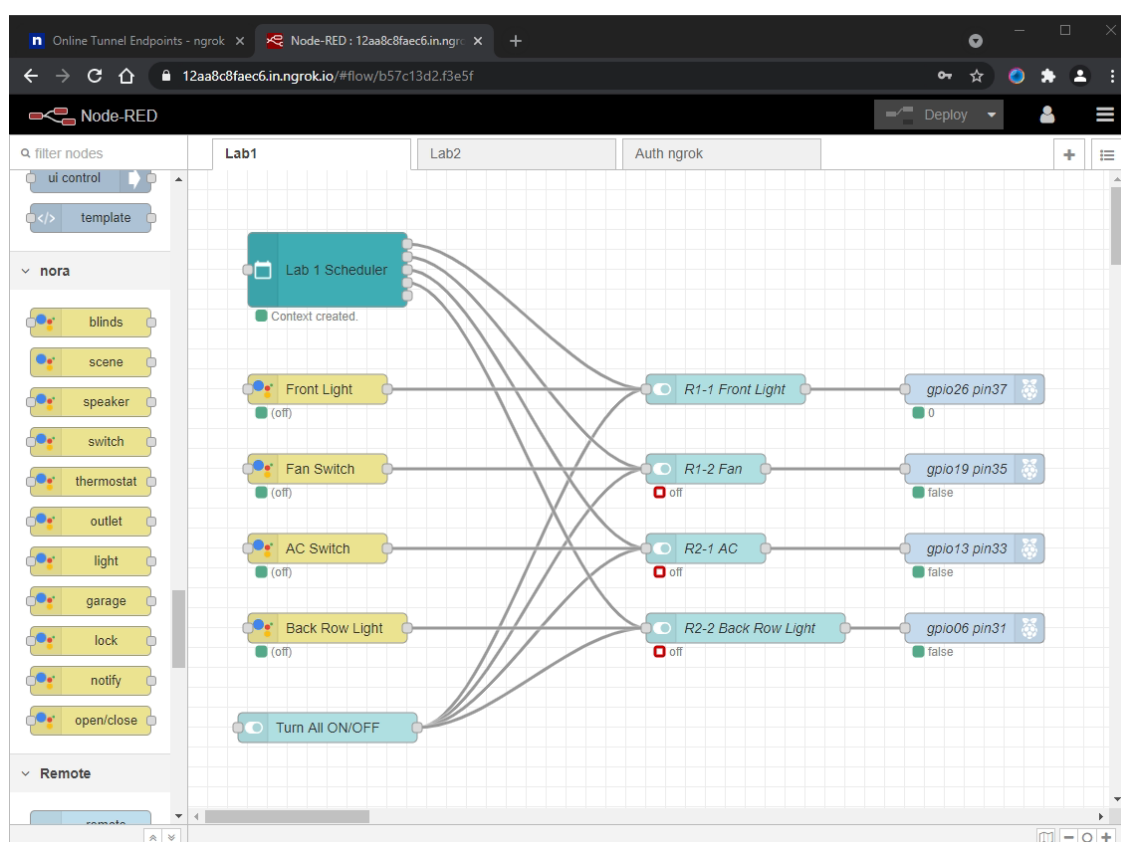 Online Tunnel Endpoints - ngrok
Node-RED : 12aa8c8faec6.in.ngro
12aa8c8faec6.in.ngrok.io/#flow/b57c13d2.f3e5f
Node-RED
Deploy
filter nodes
Lab1
Lab2
Auth ngrok
ui control
template
nora
blinds
scene
speaker
switch
thermostat
outlet
light
garage
lock
notify
open/close
Remote
remote
Lab 1 Scheduler
Context created.
Front Light
(off)
R1-1 Front Light
gpio26 pin37
0
Fan Switch
(off)
R1-2 Fan
off
gpio19 pin35
false
AC Switch
(off)
R2-1 AC
off
gpio13 pin33
false
Back Row Light
(off)
R2-2 Back Row Light
off
gpio06 pin31
false
Turn All ON/OFF